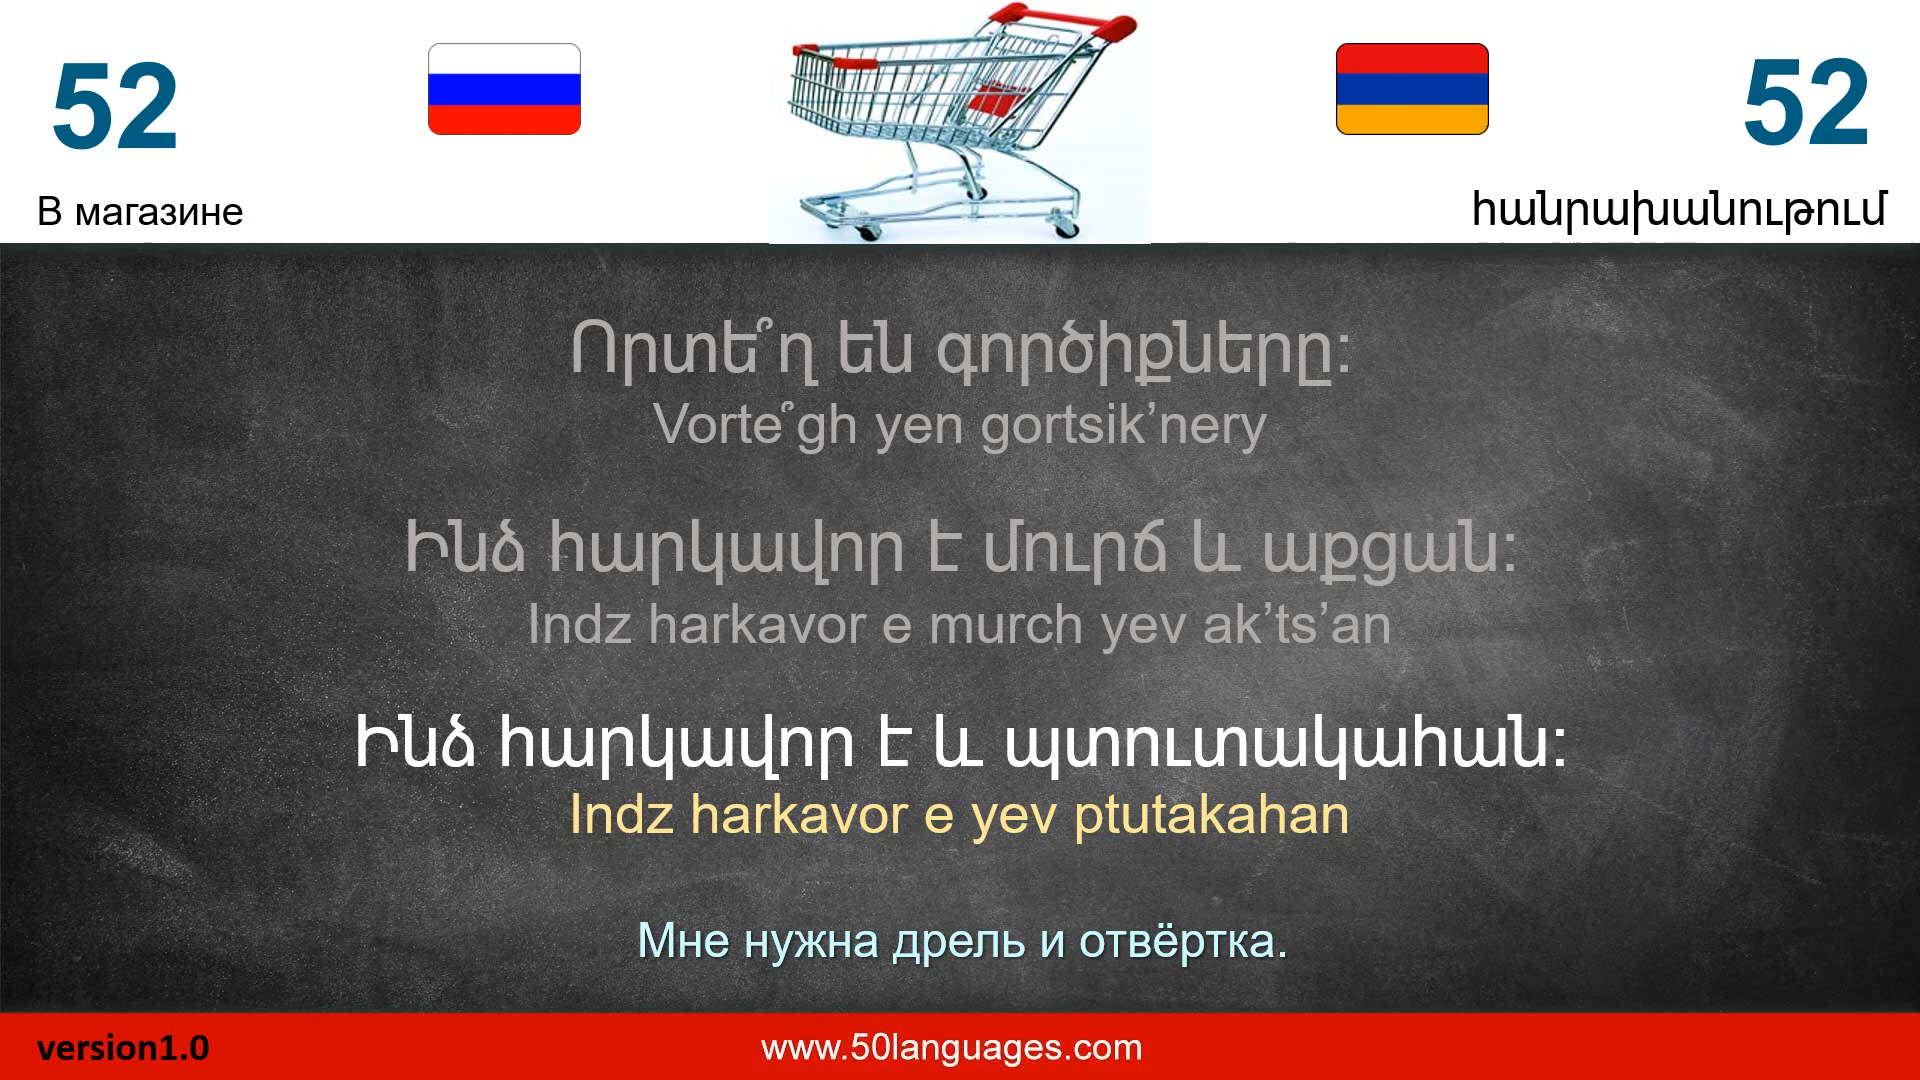 52
52
В магазине
հանրախանութում
Որտե՞ղ են գործիքները:
Vorte՞gh yen gortsik’nery
Ինձ հարկավոր է մուրճ և աքցան:
Indz harkavor e murch yev ak’ts’an
Ինձ հարկավոր է և պտուտակահան:
Indz harkavor e yev ptutakahan
Мне нужна дрель и отвёртка.
version1.0
www.50languages.com